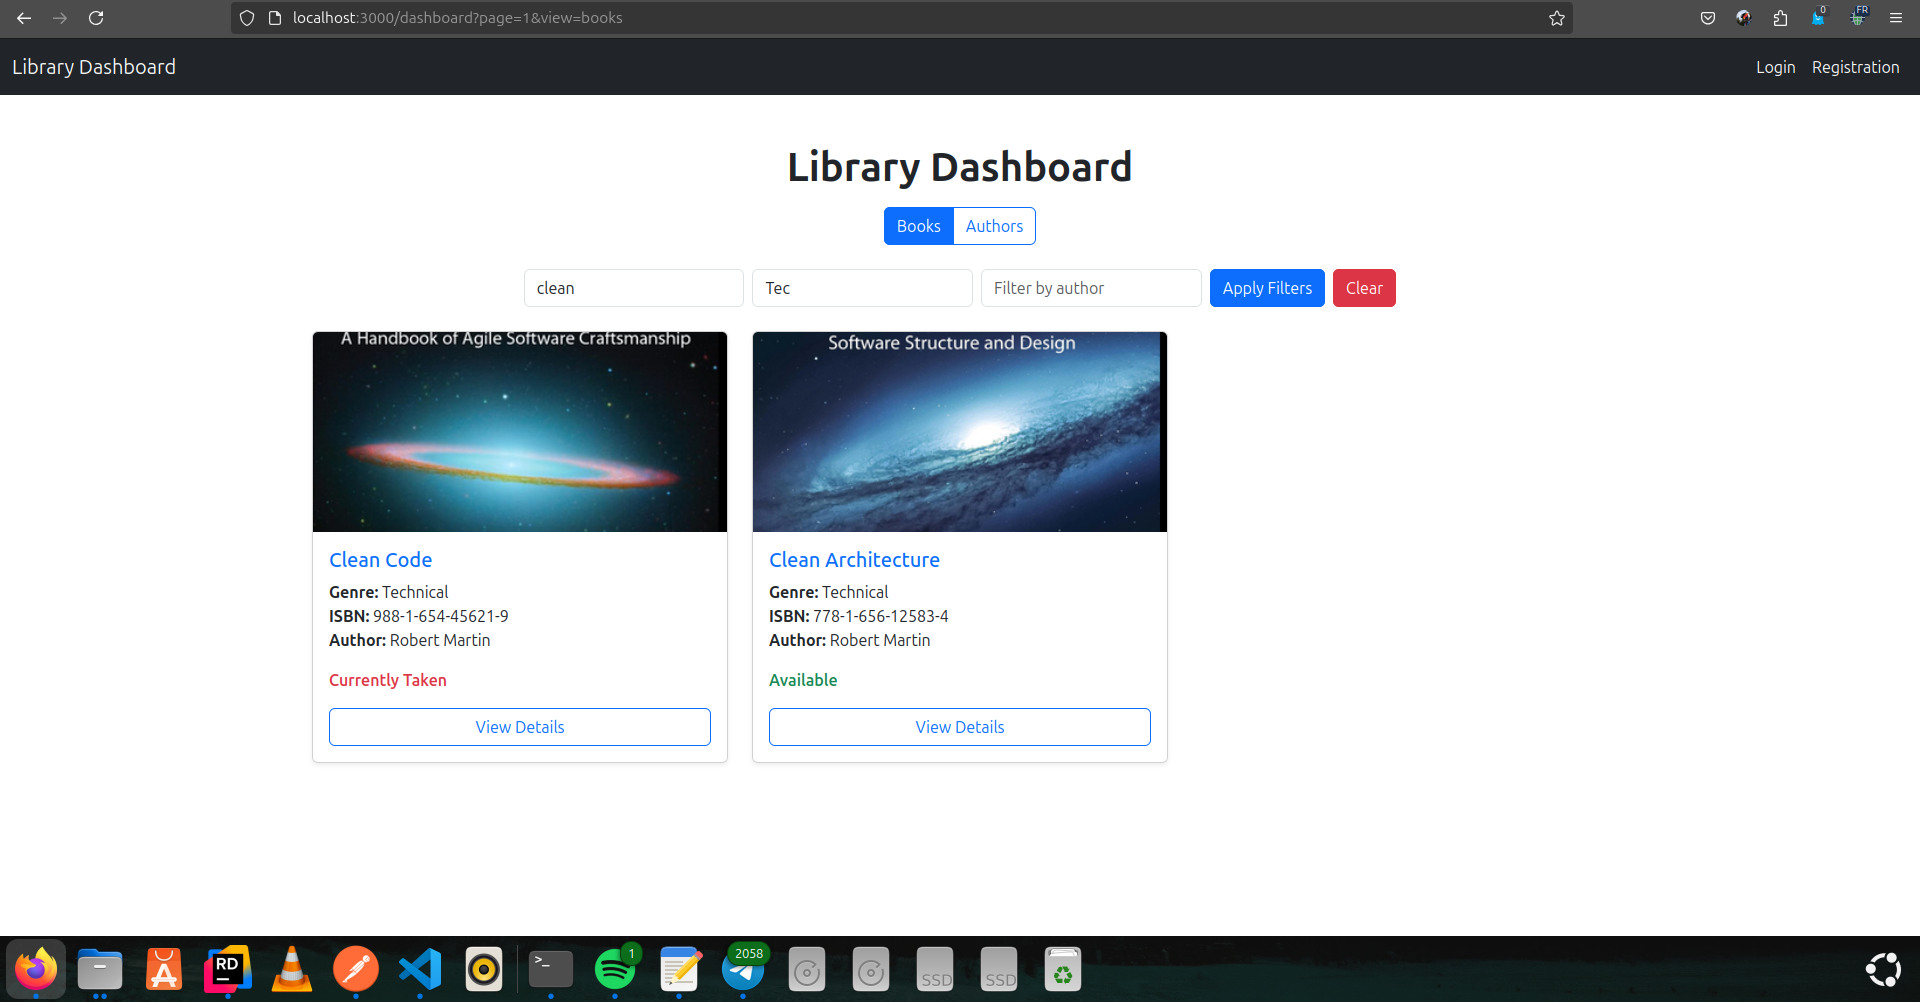 localhost:3000/dashboard?page=1&view=books
0
FR
Library Dashboard
Login
Registration
Library Dashboard
Books
Authors
clean
Tec
Filter by author
Apply Filters
Clear
A Handbook of Agile Software Craftsmanship
Software Structure and Design
Clean Code
Genre: Technical
ISBN: 988-1-654-45621-9
Author: Robert Martin
Currently Taken
View Details
Clean Architecture
Genre: Technical
ISBN: 778-1-656-12583-4
Author: Robert Martin
Available
View Details
RD
>_
1
2058
SSD
SSD